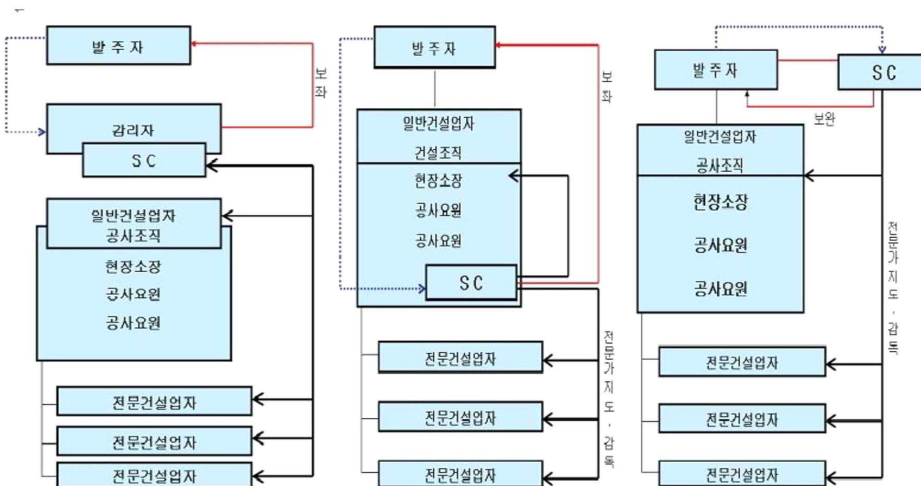 발주자
보좌
감리자
SC
일반건설업자
공사조직
현장소장
공사요원
공사요원
전문건설업자
전문건설업자
전문건설업자
발주자
보좌
일반건설업자
건설조직
현장소장
공사요원
공사요원
SC
전문가지도·감독
전문건설업자
전문건설업자
전문건설업자
발주자
SC
보완
일반건설업자
공사조직
현장소장
공사요원
공사요원
전문가지도·감독
전문건설업자
전문건설업자
전문건설업자